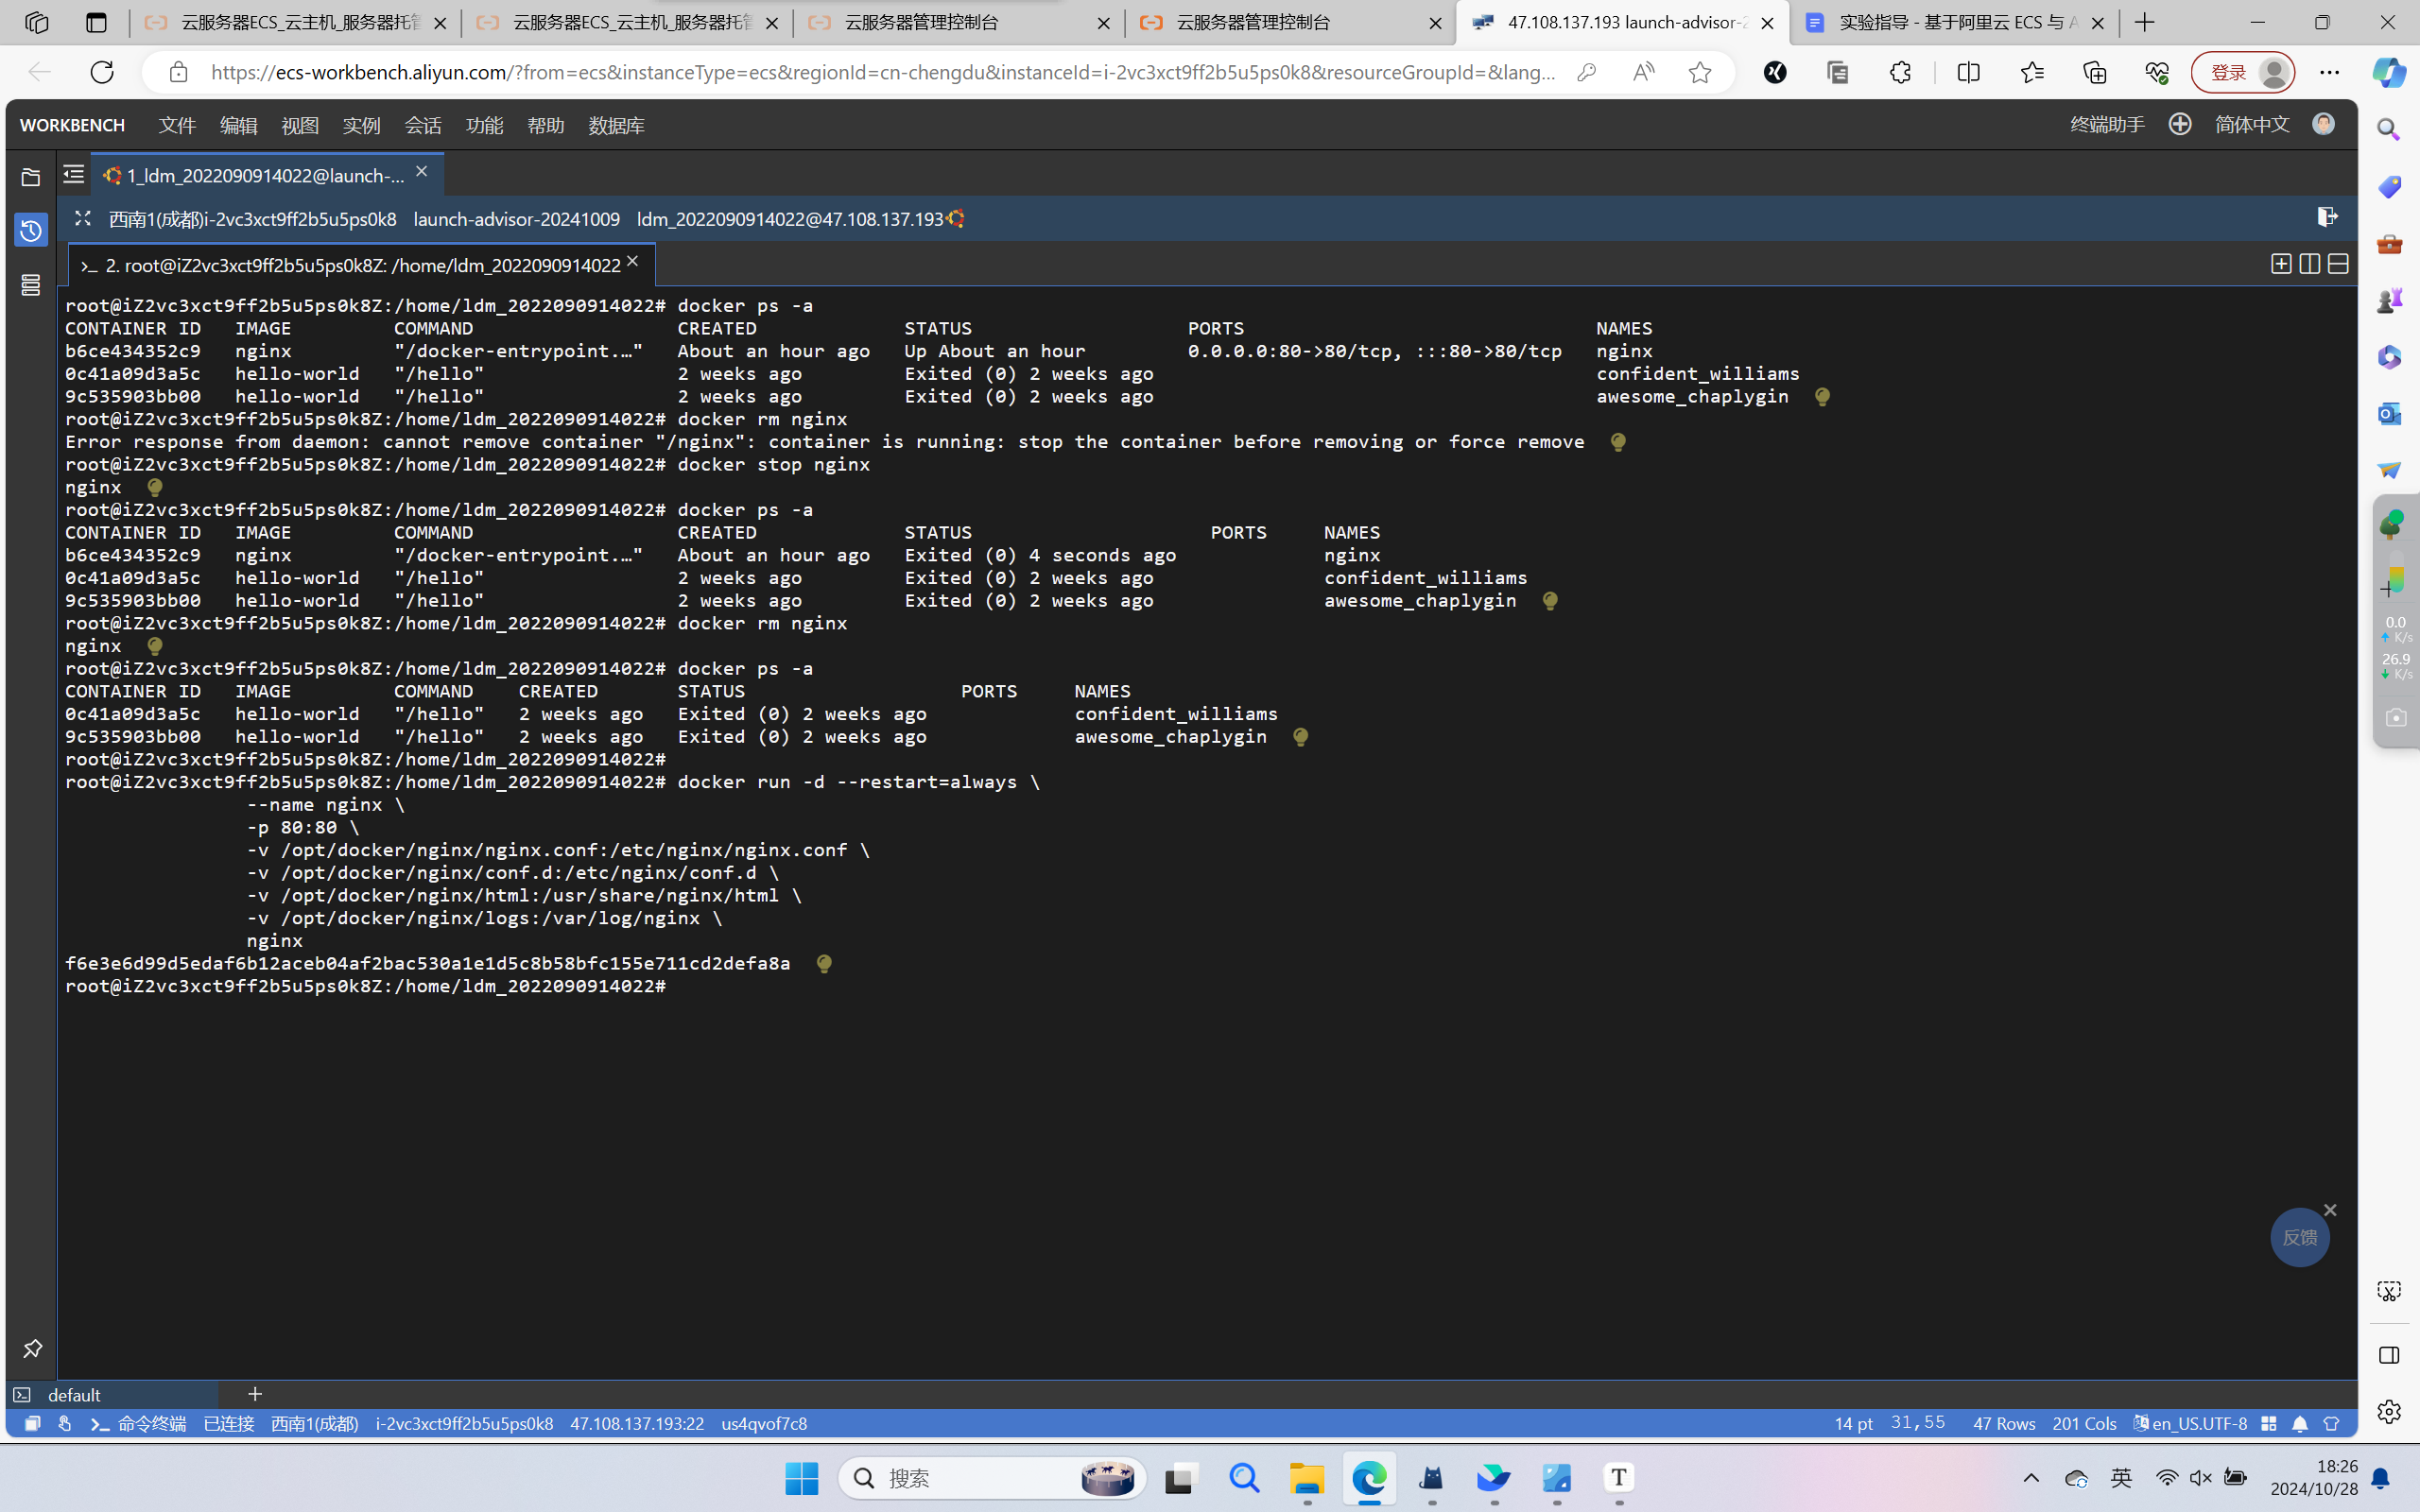 云服务器ECS_云主机_服务器托管
云服务器ECS_云主机_服务器托管
云服务器管理控制台
云服务器管理控制台
47.108.137.193 launch-advisor-2
实验指导 - 基于阿里云 ECS 与 A
https://ecs-workbench.aliyun.com/?from=ecs&instanceType=ecs&regionId=cn-chengdu&instanceId=i-2vc3xct9ff2b5u5ps0k8&resourceGroupId=&lang...
登录
WORKBENCH 文件 编辑 视图 实例 会话 功能 帮助 数据库
终端助手 简体中文
1_ldm_2022090914022@launch-...
西南1(成都)i-2vc3xct9ff2b5u5ps0k8 launch-advisor-20241009 ldm_2022090914022@47.108.137.193
2. root@iZ2vc3xct9ff2b5u5ps0k8Z: /home/ldm_2022090914022
root@iZ2vc3xct9ff2b5u5ps0k8Z:/home/ldm_2022090914022# docker ps -a
CONTAINER ID IMAGE COMMAND CREATED STATUS PORTS NAMES
b6ce434352c9 nginx "/docker-entrypoint.…" About an hour ago Up About an hour 0.0.0.0:80->80/tcp, :::80->80/tcp nginx
0c41a09d3a5c hello-world "/hello" 2 weeks ago Exited (0) 2 weeks ago confident_williams
9c535903bb00 hello-world "/hello" 2 weeks ago Exited (0) 2 weeks ago awesome_chaplygin
root@iZ2vc3xct9ff2b5u5ps0k8Z:/home/ldm_2022090914022# docker rm nginx
Error response from daemon: cannot remove container "/nginx": container is running: stop the container before removing or force remove
root@iZ2vc3xct9ff2b5u5ps0k8Z:/home/ldm_2022090914022# docker stop nginx
nginx
root@iZ2vc3xct9ff2b5u5ps0k8Z:/home/ldm_2022090914022# docker ps -a
CONTAINER ID IMAGE COMMAND CREATED STATUS PORTS NAMES
b6ce434352c9 nginx "/docker-entrypoint.…" About an hour ago Exited (0) 4 seconds ago nginx
0c41a09d3a5c hello-world "/hello" 2 weeks ago Exited (0) 2 weeks ago confident_williams
9c535903bb00 hello-world "/hello" 2 weeks ago Exited (0) 2 weeks ago awesome_chaplygin
root@iZ2vc3xct9ff2b5u5ps0k8Z:/home/ldm_2022090914022# docker rm nginx
nginx
root@iZ2vc3xct9ff2b5u5ps0k8Z:/home/ldm_2022090914022# docker ps -a
CONTAINER ID IMAGE COMMAND CREATED STATUS PORTS NAMES
0c41a09d3a5c hello-world "/hello" 2 weeks ago Exited (0) 2 weeks ago confident_williams
9c535903bb00 hello-world "/hello" 2 weeks ago Exited (0) 2 weeks ago awesome_chaplygin
root@iZ2vc3xct9ff2b5u5ps0k8Z:/home/ldm_2022090914022#
root@iZ2vc3xct9ff2b5u5ps0k8Z:/home/ldm_2022090914022# docker run -d --restart=always \
--name nginx \
-p 80:80 \
-v /opt/docker/nginx/nginx.conf:/etc/nginx/nginx.conf \
-v /opt/docker/nginx/conf.d:/etc/nginx/conf.d \
-v /opt/docker/nginx/html:/usr/share/nginx/html \
-v /opt/docker/nginx/logs:/var/log/nginx \
nginx
f6e3e6d99d5edaf6b12aceb04af2bac530a1e1d5c8b58bfc155e711cd2defa8a
root@iZ2vc3xct9ff2b5u5ps0k8Z:/home/ldm_2022090914022#
0.0
K/s
26.9
K/s
反馈
default
命令终端 已连接 西南1(成都) i-2vc3xct9ff2b5u5ps0k8 47.108.137.193:22 us4qvof7c8
14 pt 31,55 47 Rows 201 Cols en_US.UTF-8
搜索
英
18:26
2024/10/28